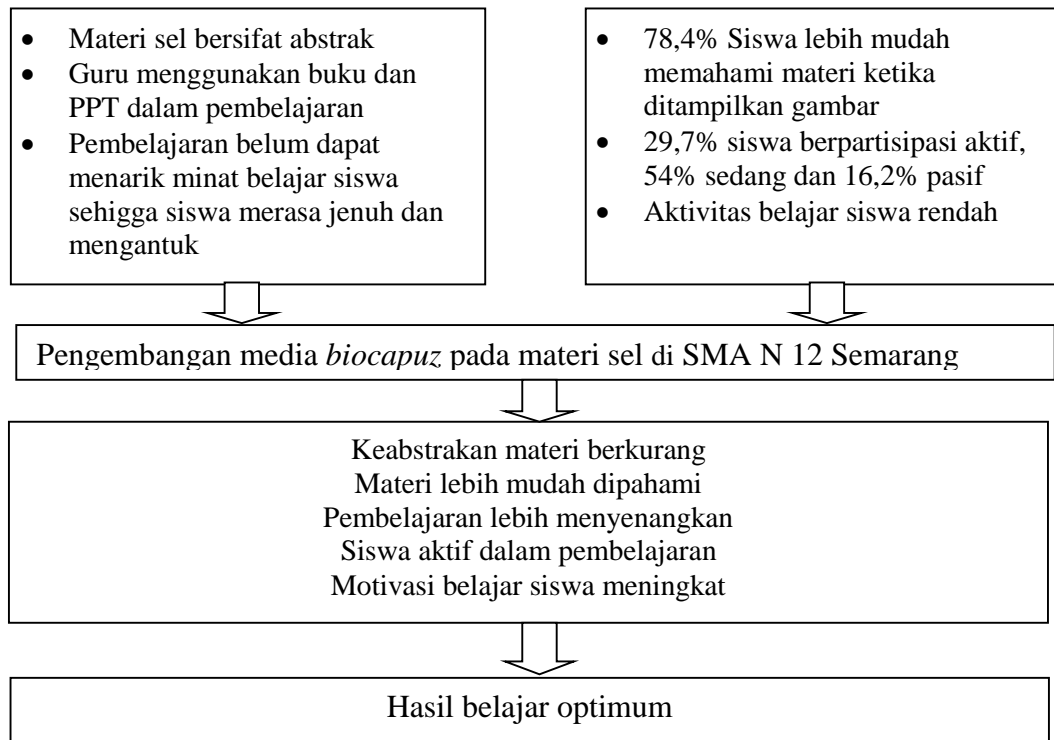 • Materi sel bersifat abstrak
• Guru menggunakan buku dan
PPT dalam pembelajaran
• Pembelajaran belum dapat
menarik minat belajar siswa
sehigga siswa merasa jenuh dan
mengantuk
• 78,4% Siswa lebih mudah
memahami materi ketika
ditampilkan gambar
• 29,7% siswa berpartisipasi aktif,
54% sedang dan 16,2% pasif
• Aktivitas belajar siswa rendah
Pengembangan media biocapuz pada materi sel di SMA N 12 Semarang
Keabstrakan materi berkurang
Materi lebih mudah dipahami
Pembelajaran lebih menyenangkan
Siswa aktif dalam pembelajaran
Motivasi belajar siswa meningkat
Hasil belajar optimum